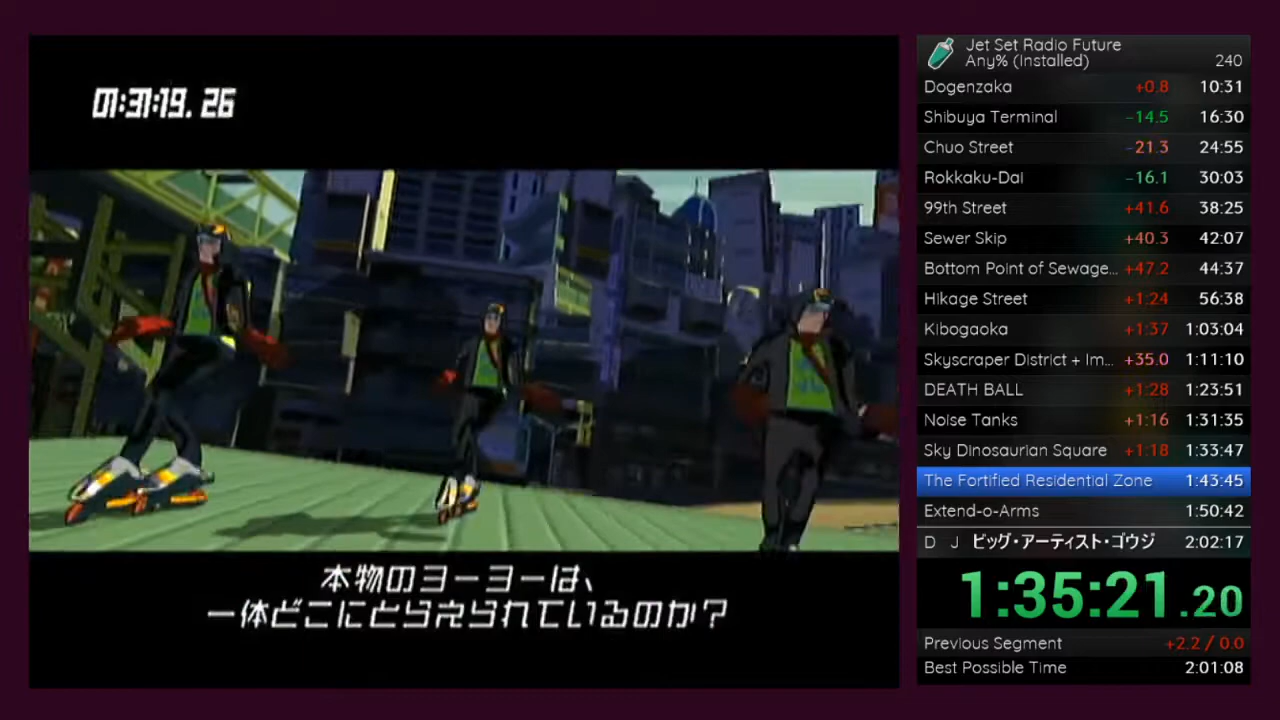 01:31:19.26
本物のヨーヨーは、
一体どこにとらえられているのか？
Jet Set Radio Future
Any% (Installed) 240
Dogenzaka +0.8 10:31
Shibuya Terminal -14.5 16:30
Chuo Street -21.3 24:55
Rokkaku-Dai -16.1 30:03
99th Street +41.6 38:25
Sewer Skip +40.3 42:07
Bottom Point of Sewage... +47.2 44:37
Hikage Street +1:24 56:38
Kibogaoka +1:37 1:03:04
Skyscraper District + Im... +35.0 1:11:10
DEATH BALL +1:28 1:23:51
Noise Tanks +1:16 1:31:35
Sky Dinosaurian Square +1:18 1:33:47
The Fortified Residential Zone 1:43:45
Extend-o-Arms 1:50:42
D J ビッグ・アーティスト・ゴウジ 2:02:17
1:35:21.20
Previous Segment +2.2 / 0.0
Best Possible Time 2:01:08